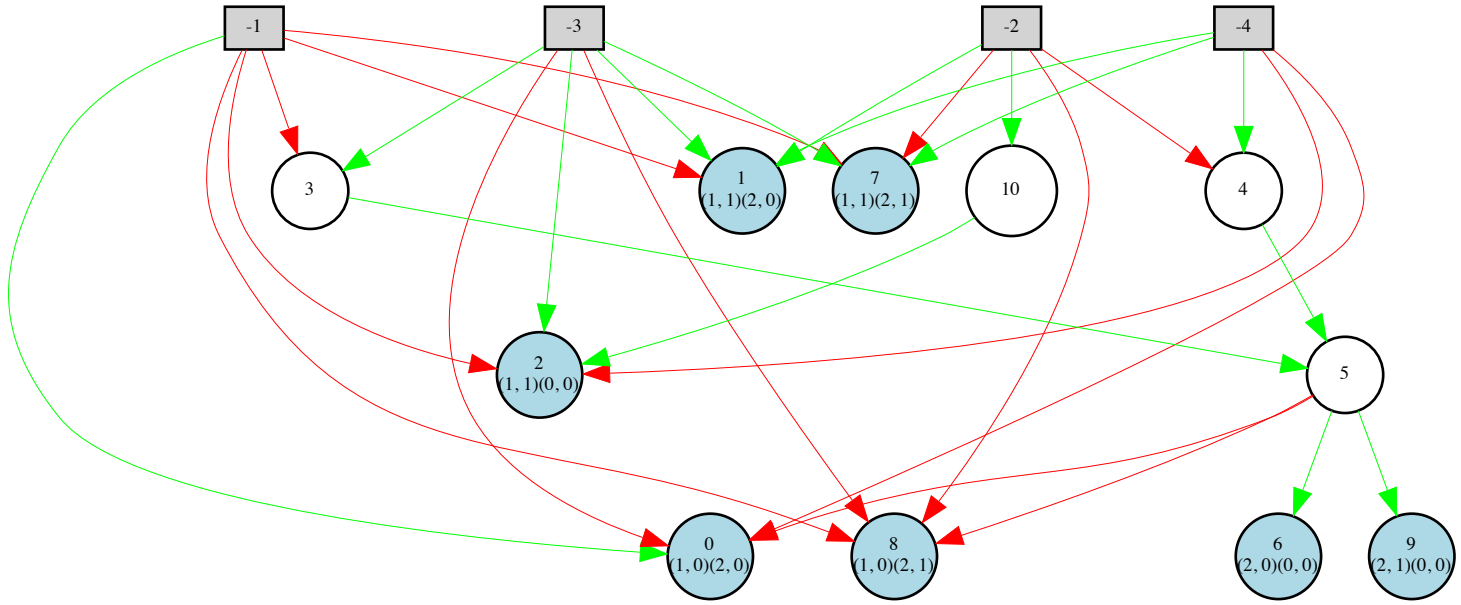 -1
-3
-2
-4
3
1
(1, 1)(2, 0)
7
(1, 1)(2, 1)
10
4
2
(1, 1)(0, 0)
5
0
(1, 0)(2, 0)
8
(1, 0)(2, 1)
6
(2, 0)(0, 0)
9
(2, 1)(0, 0)